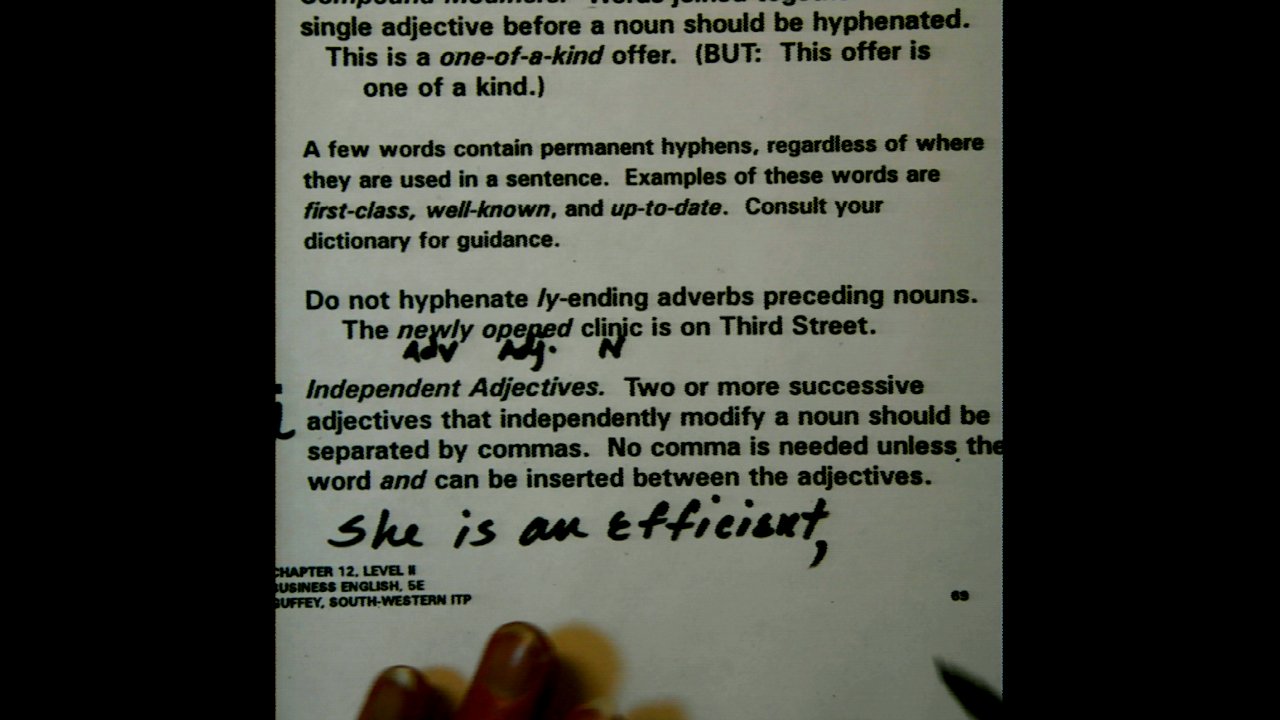 Compound Modifiers. Words joined together
single adjective before a noun should be hyphenated.
This is a one-of-a-kind offer. (BUT: This offer is
one of a kind.)
A few words contain permanent hyphens, regardless of where
they are used in a sentence. Examples of these words are
first-class, well-known, and up-to-date. Consult your
dictionary for guidance.
Do not hyphenate ly-ending adverbs preceding nouns.
The newly opened clinic is on Third Street.
Adv Adj. N
Independent Adjectives. Two or more successive
adjectives that independently modify a noun should be
separated by commas. No comma is needed unless the
word and can be inserted between the adjectives.
She is an efficient,
CHAPTER 12, LEVEL II
BUSINESS ENGLISH, 5E
GUFFEY, SOUTH-WESTERN ITP
69